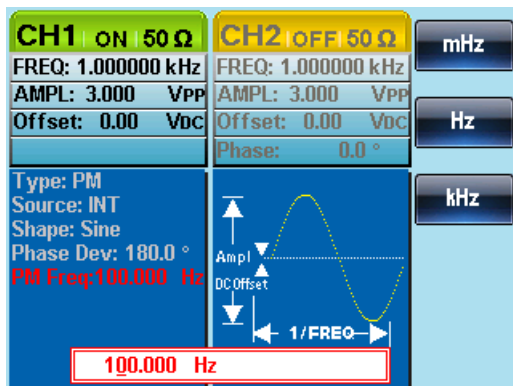 CH1 ON 50 Ω
FREQ: 1.000000 kHz
AMPL: 3.000 VPP
Offset: 0.00 VDC
CH2 OFF 50 Ω
FREQ: 1.000000 kHz
AMPL: 3.000 VPP
Offset: 0.00 VDC
Phase: 0.0 °
mHz
Hz
kHz
Type: PM
Source: INT
Shape: Sine
Phase Dev: 180.0 °
PM Freq:100.000 Hz
Ampl
DC Offset
1/FREQ
100.000 Hz